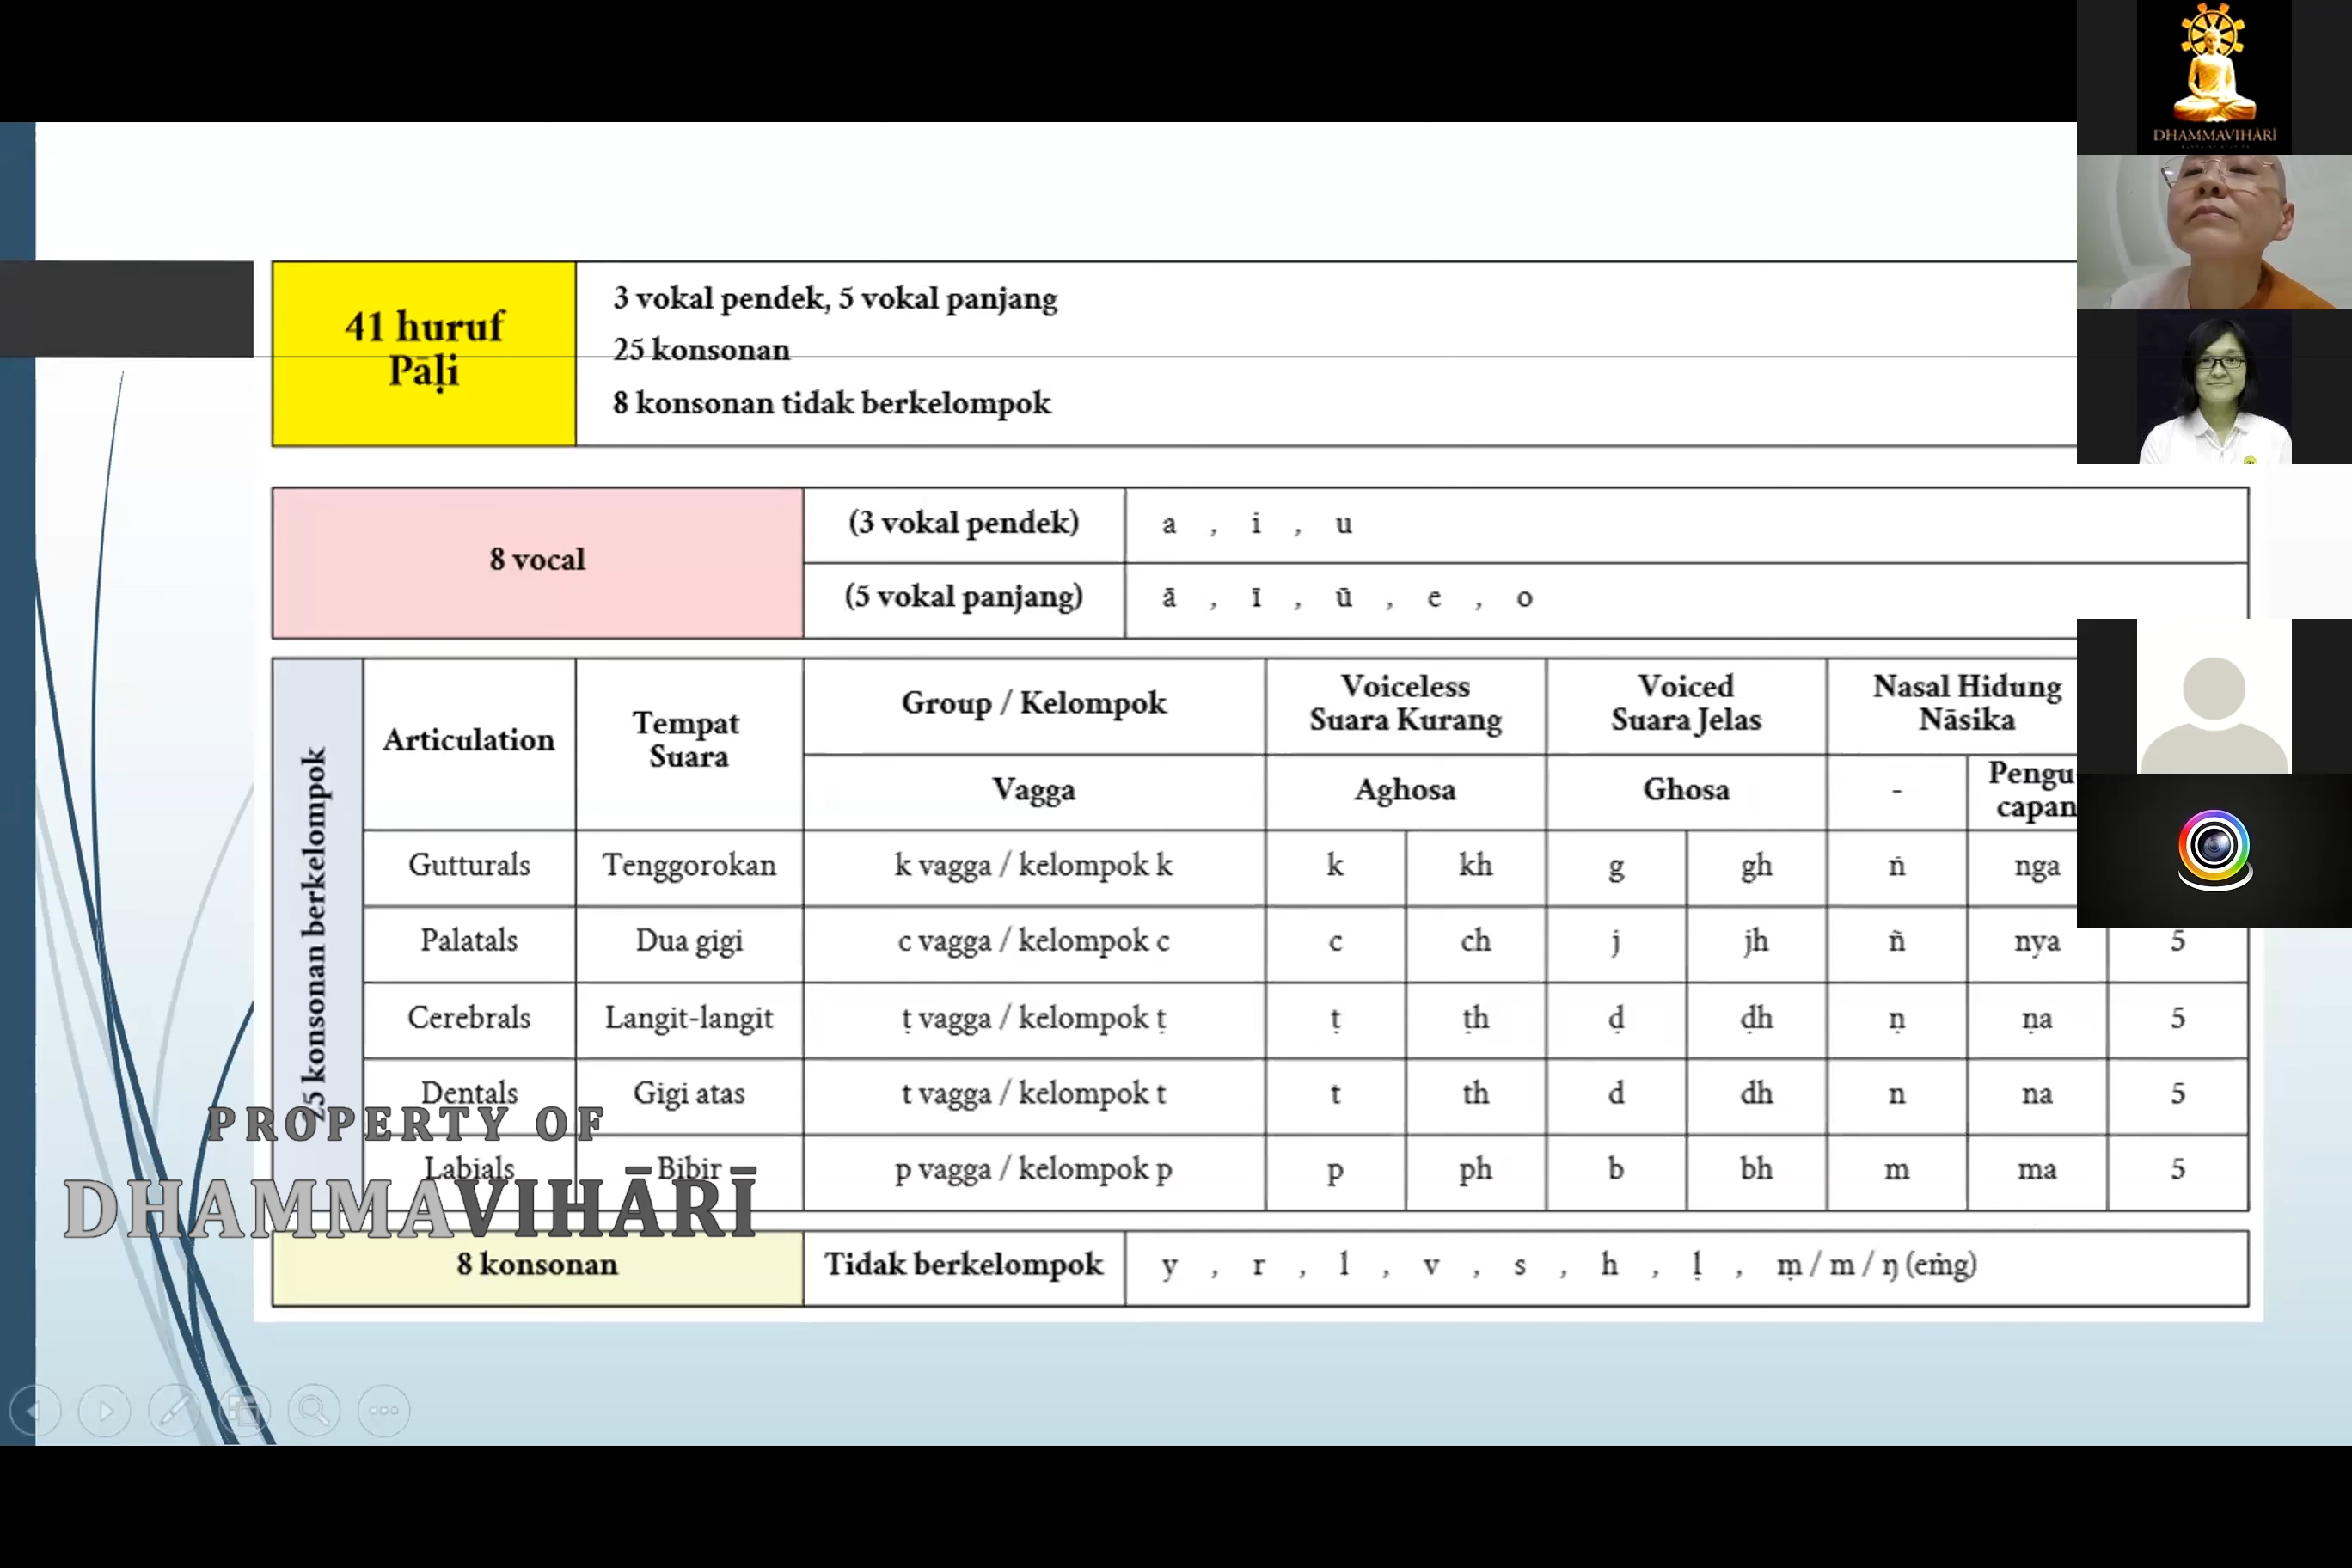 DHAMMAVIHĀRĪ
41 huruf
Pāḷi
3 vokal pendek, 5 vokal panjang
25 konsonan
8 konsonan tidak berkelompok
8 vocal
(3 vokal pendek) a , i , u
(5 vokal panjang) ā , ī , ū , e , o
25 konsonan berkelompok
Articulation
Tempat
Suara
Group / Kelompok
Vagga
Voiceless
Suara Kurang
Aghosa
Voiced
Suara Jelas
Ghosa
Nasal Hidung
Nāsika
-
Pengu
capan
Gutturals Tenggorokan k vagga / kelompok k k kh g gh ṅ nga
Palatals Dua gigi c vagga / kelompok c c ch j jh ñ nya 5
Cerebrals Langit-langit ṭ vagga / kelompok ṭ ṭ ṭh ḍ ḍh ṇ ṇa 5
Dentals Gigi atas t vagga / kelompok t t th d dh n na 5
Labials Bibir p vagga / kelompok p p ph b bh m ma 5
PROPERTY OF
DHAMMAVIHĀRĪ
8 konsonan Tidak berkelompok y , r , l , v , s , h , ḷ , ṃ / m / ŋ (eṁg)